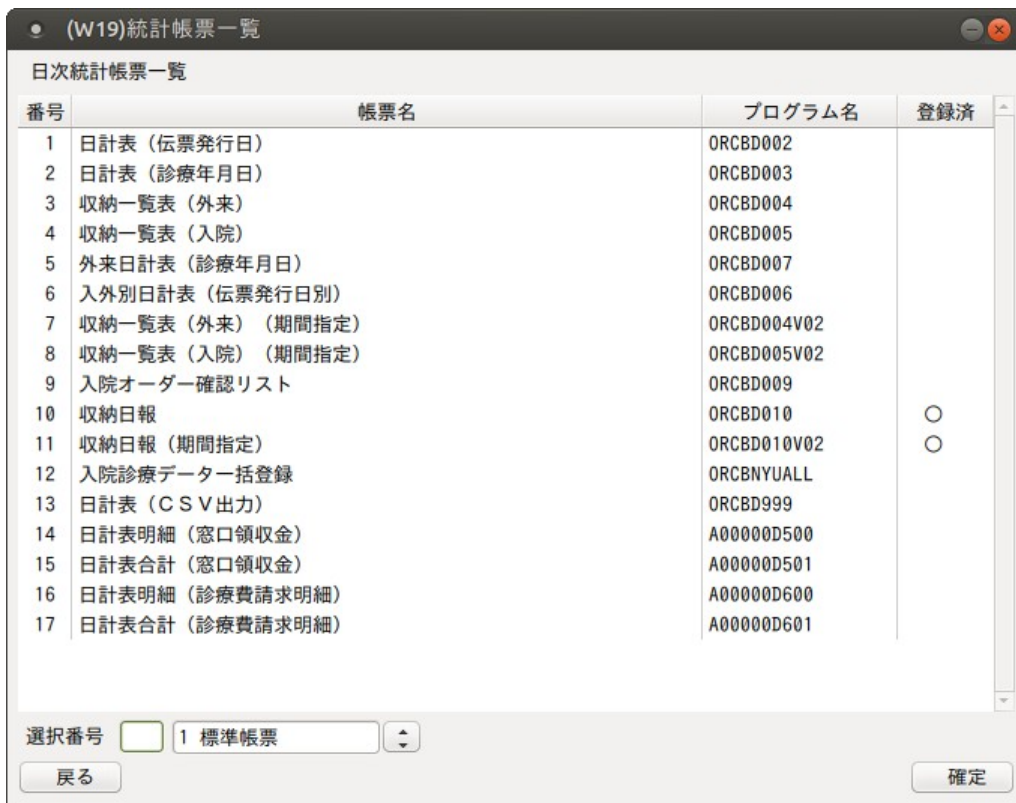 (W19)統計帳票一覧
日次統計帳票一覧
番号 帳票名 プログラム名 登録済
1 日計表（伝票発行日） ORCBD002
2 日計表（診療年月日） ORCBD003
3 収納一覧表（外来） ORCBD004
4 収納一覧表（入院） ORCBD005
5 外来日計表（診療年月日） ORCBD007
6 入外別日計表（伝票発行日別） ORCBD006
7 収納一覧表（外来）（期間指定） ORCBD004V02
8 収納一覧表（入院）（期間指定） ORCBD005V02
9 入院オーダー確認リスト ORCBD009
10 収納日報 ORCBD010 ○
11 収納日報（期間指定） ORCBD010V02 ○
12 入院診療データ一括登録 ORCBNYUALL
13 日計表（ＣＳＶ出力） ORCBD999
14 日計表明細（窓口領収金） A00000D500
15 日計表合計（窓口領収金） A00000D501
16 日計表明細（診療費請求明細） A00000D600
17 日計表合計（診療費請求明細） A00000D601
選択番号 1 標準帳票
戻る 確定